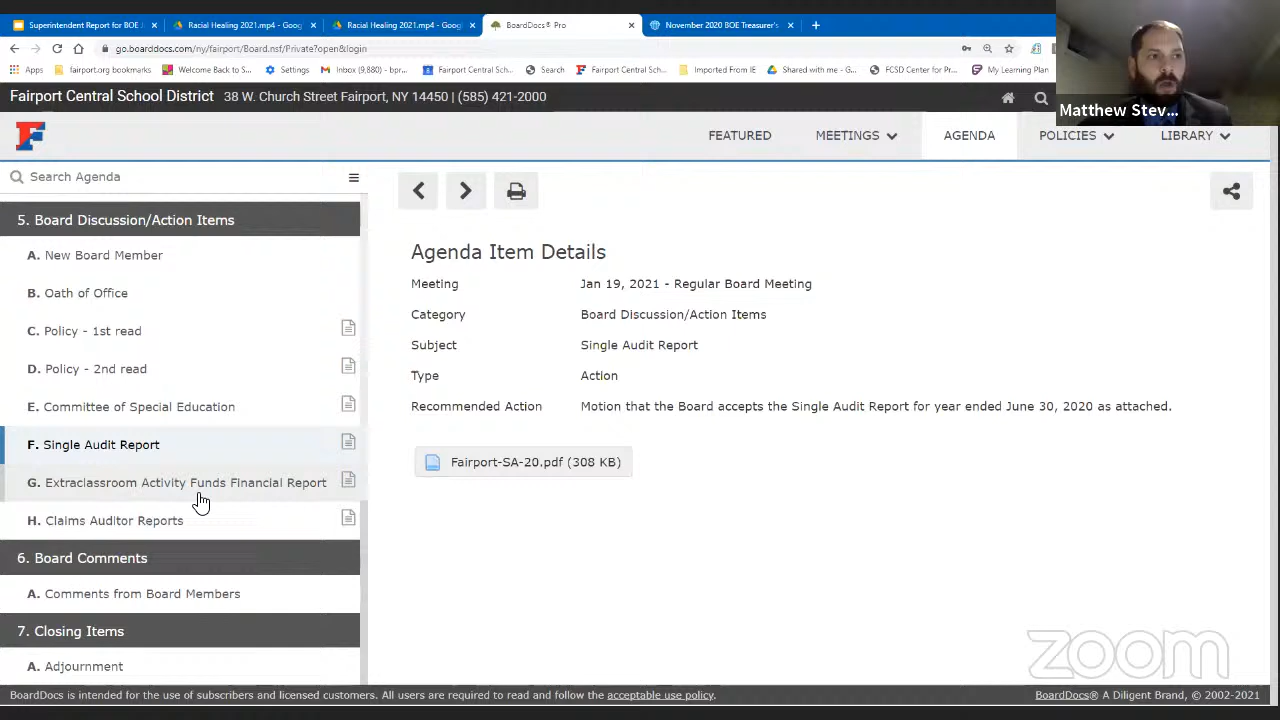 Superintendent Report for BOE
Racial Healing 2021.mp4 - Goog
Racial Healing 2021.mp4 - Goog
BoardDocs® Pro
November 2020 BOE Treasurer's
go.boarddocs.com/ny/fairport/Board.nsf/Private?open&login
Apps
fairport.org bookmarks
Welcome Back to S...
Settings
Inbox (9,880) - bpr...
Fairport Central Sch...
Search
Fairport Central Sch...
Imported From IE
Shared with me - G...
FCSD Center for Pr...
My Learning Plan
Matthew Stev...
Fairport Central School District 38 W. Church Street Fairport, NY 14450 | (585) 421-2000
F
FEATURED
MEETINGS
AGENDA
POLICIES
LIBRARY
Search Agenda
5. Board Discussion/Action Items
A. New Board Member
B. Oath of Office
C. Policy - 1st read
D. Policy - 2nd read
E. Committee of Special Education
F. Single Audit Report
G. Extraclassroom Activity Funds Financial Report
H. Claims Auditor Reports
6. Board Comments
A. Comments from Board Members
7. Closing Items
A. Adjournment
Agenda Item Details
Meeting Jan 19, 2021 - Regular Board Meeting
Category Board Discussion/Action Items
Subject Single Audit Report
Type Action
Recommended Action Motion that the Board accepts the Single Audit Report for year ended June 30, 2020 as attached.
Fairport-SA-20.pdf (308 KB)
zoom
BoardDocs is intended for the use of subscribers and licensed customers. All users are required to read and follow the acceptable use policy.
BoardDocs® A Diligent Brand, © 2002-2021